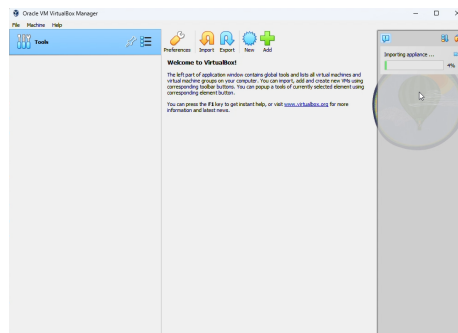 Oracle VM VirtualBox Manager
File Machine Help
Tools
Preferences Import Export New Add
Welcome to VirtualBox!
The left part of application window contains global tools and lists all virtual machines and
virtual machine groups on your computer. You can import, add and create new VMs using
corresponding toolbar buttons. You can popup a tools of currently selected element using
corresponding element button.
You can press the F1 key to get instant help, or visit www.virtualbox.org for more
information and latest news.
Importing appliance ...
4%